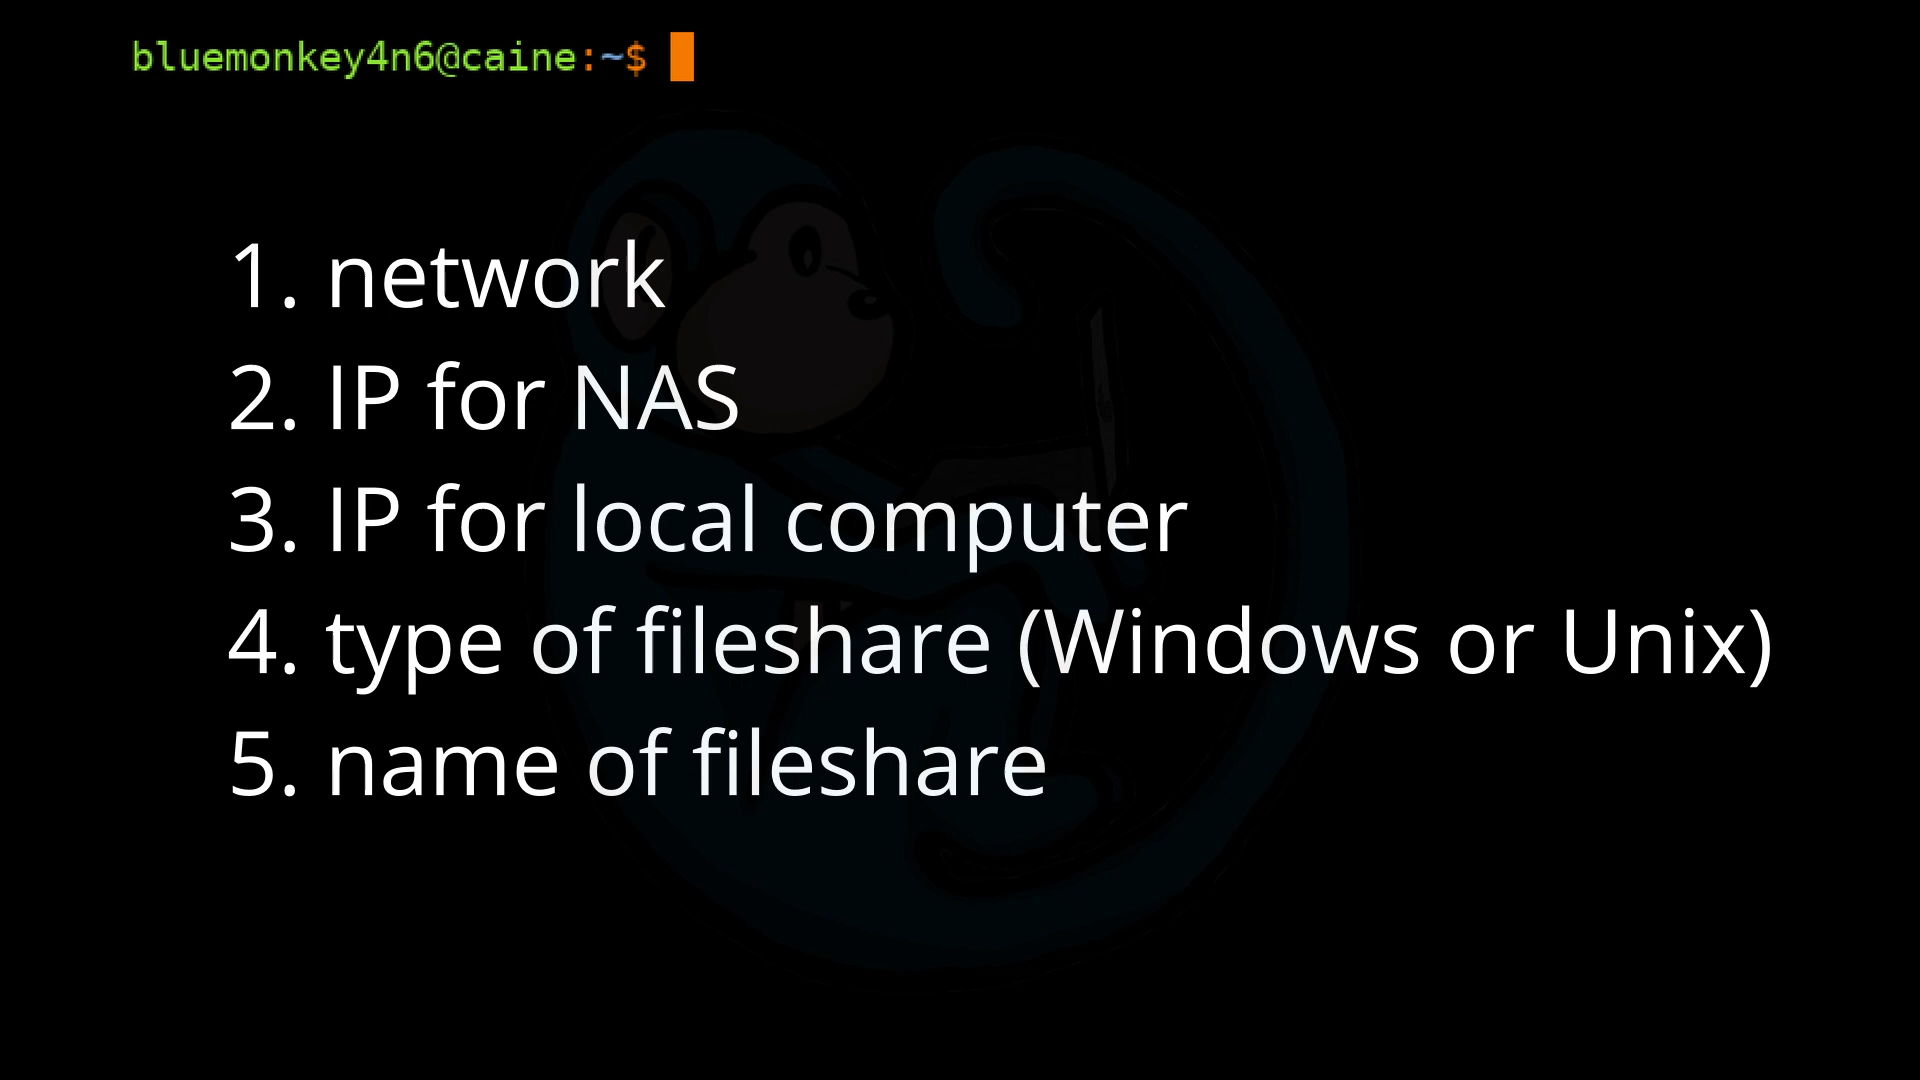 bluemonkey4n6@caine:~$
1. network
2. IP for NAS
3. IP for local computer
4. type of fileshare (Windows or Unix)
5. name of fileshare